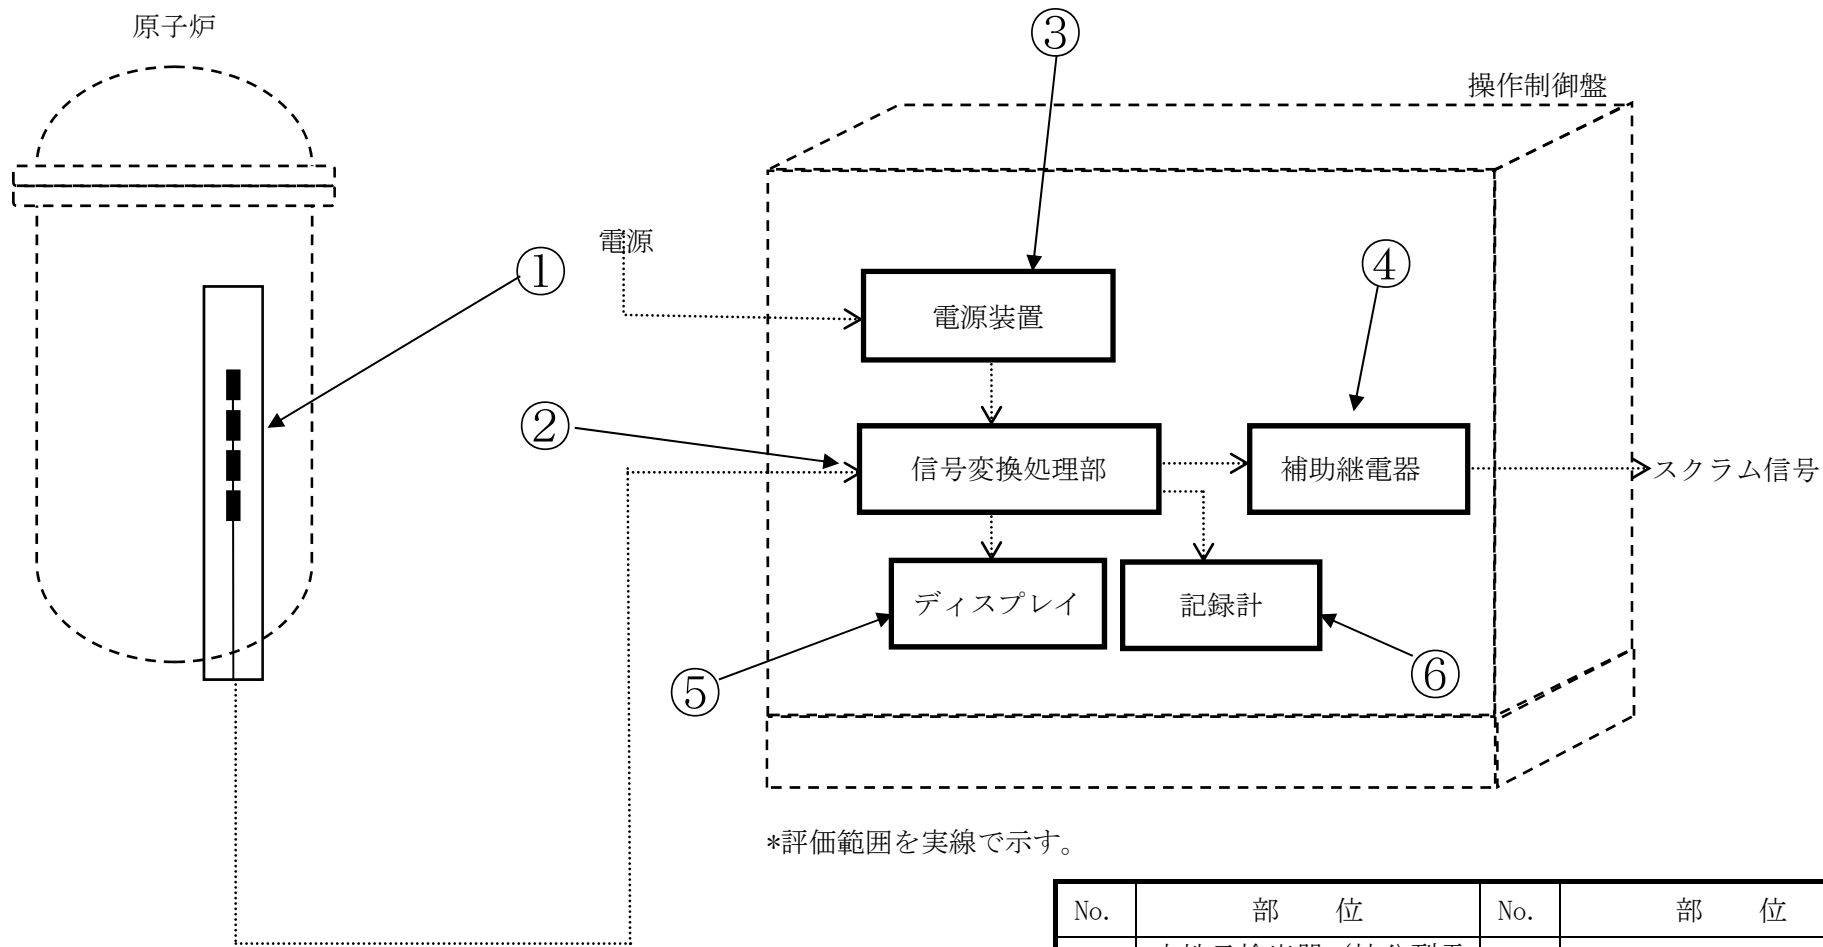 原子炉
③
操作制御盤
電源
①
④
電源装置
②
信号変換処理部
補助継電器
スクラム信号
ディスプレイ
記録計
⑤
⑥
*評価範囲を実線で示す。
No. 部 位 No. 部 位